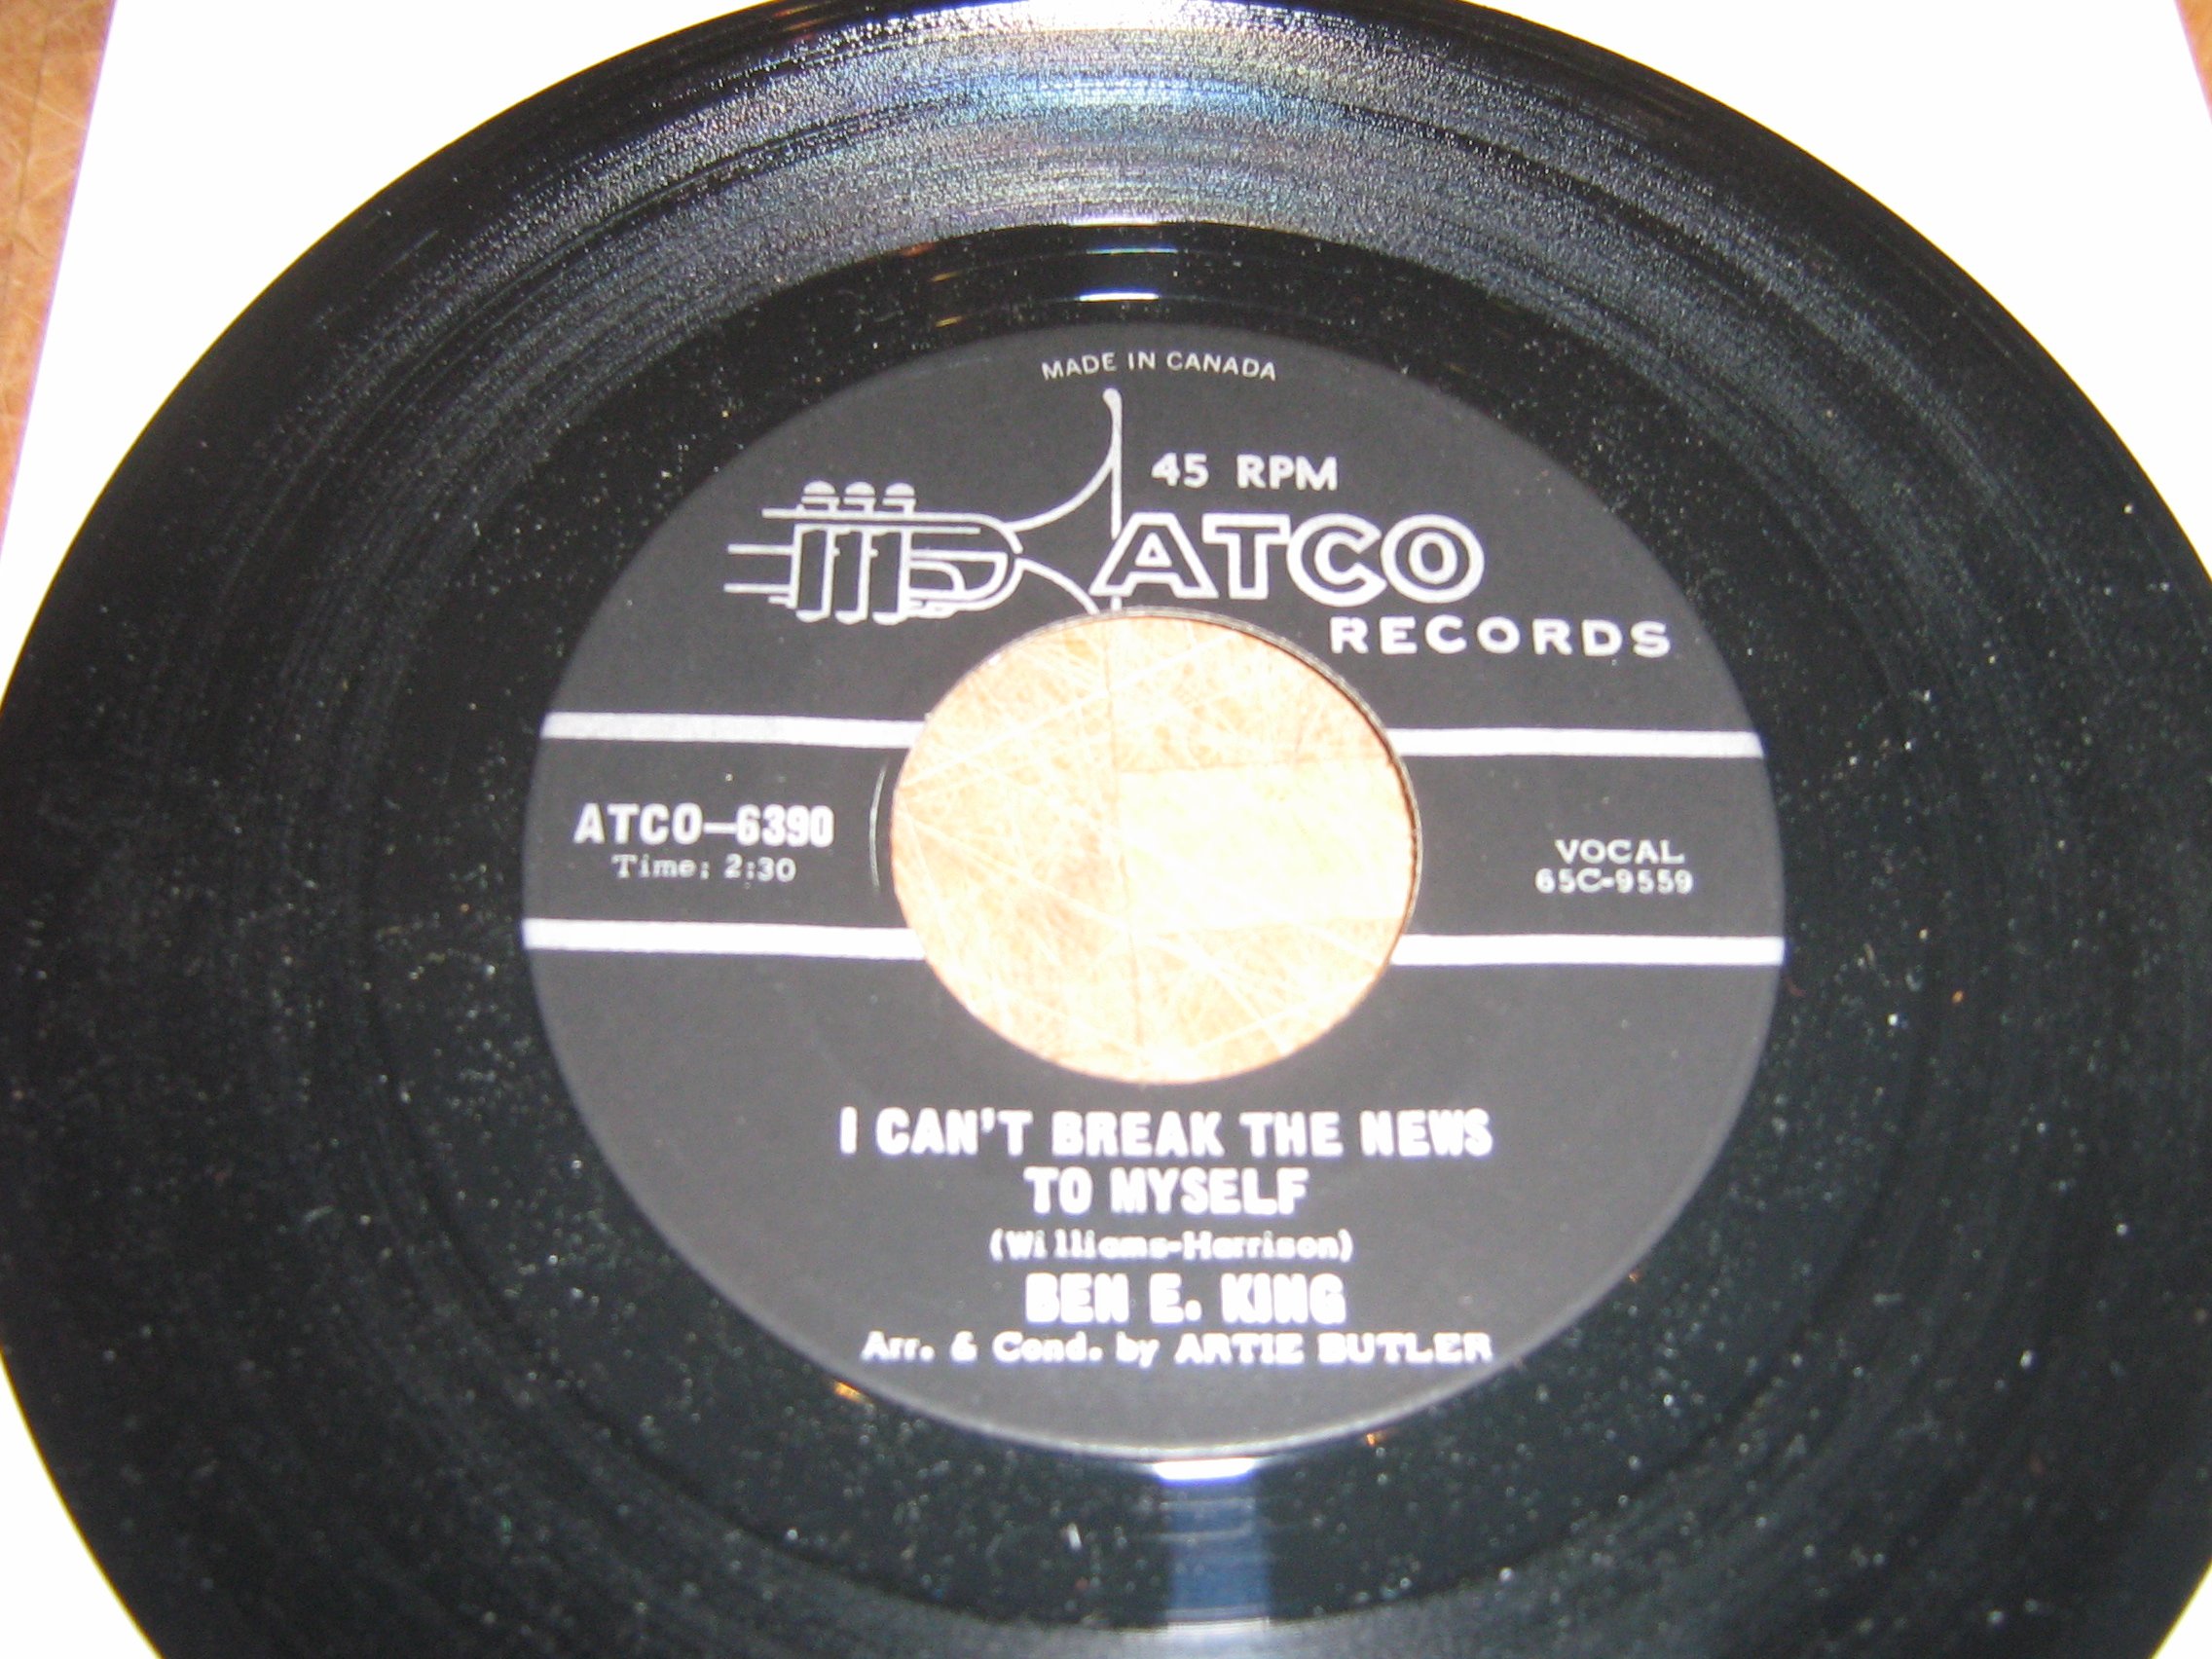 MADE IN CANADA
45 RPM
ATCO
RECORDS
ATCO-6390
Time: 2:30
VOCAL
65C-9559
I CAN'T BREAK THE NEWS
TO MYSELF
(Williams-Harrison)
BEN E. KING
Arr. & Cond. by ARTIE BUTLER